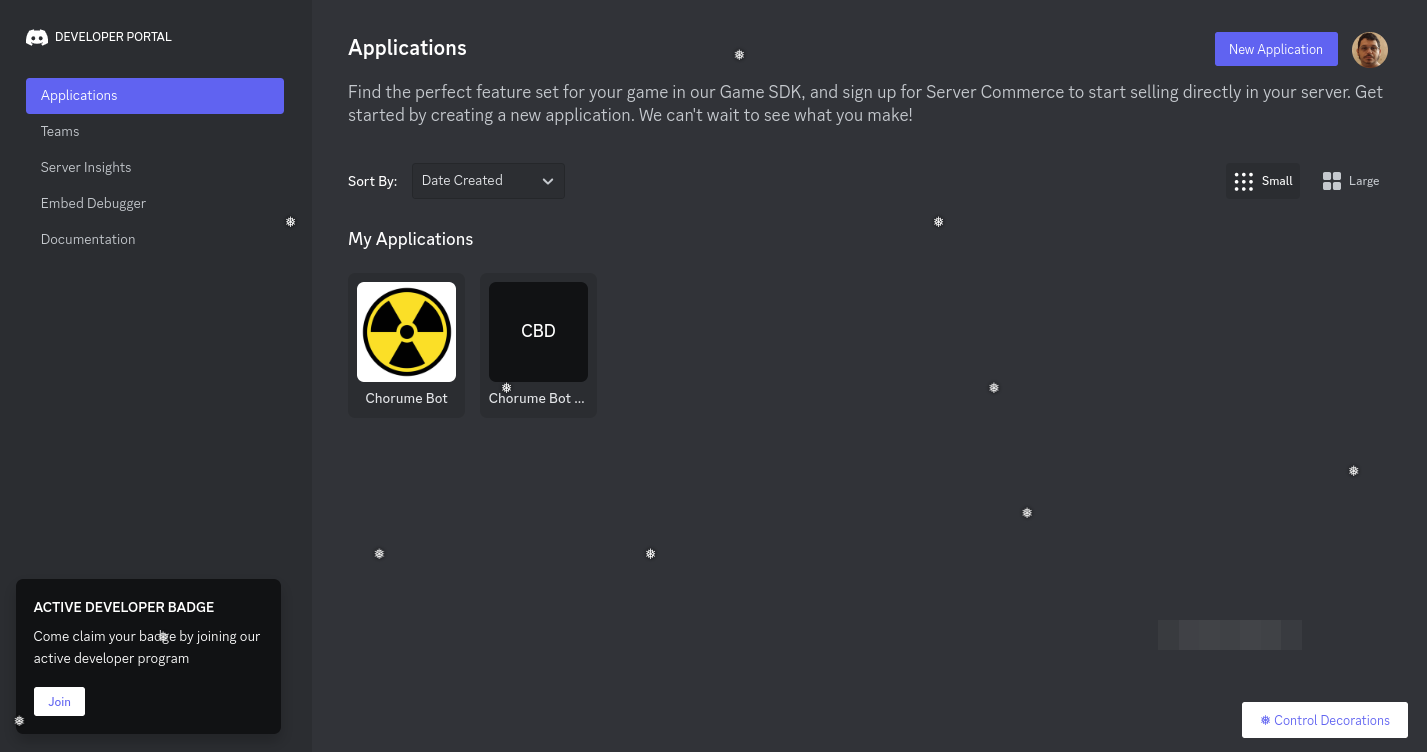 DEVELOPER PORTAL
Applications
Teams
Server Insights
Embed Debugger
Documentation
ACTIVE DEVELOPER BADGE
Come claim your badge by joining our
active developer program
Join
Applications
New Application
Find the perfect feature set for your game in our Game SDK, and sign up for Server Commerce to start selling directly in your server. Get
started by creating a new application. We can't wait to see what you make!
Sort By:
Date Created
Small
Large
My Applications
CBD
Chorume Bot
Chorume Bot ...
Control Decorations